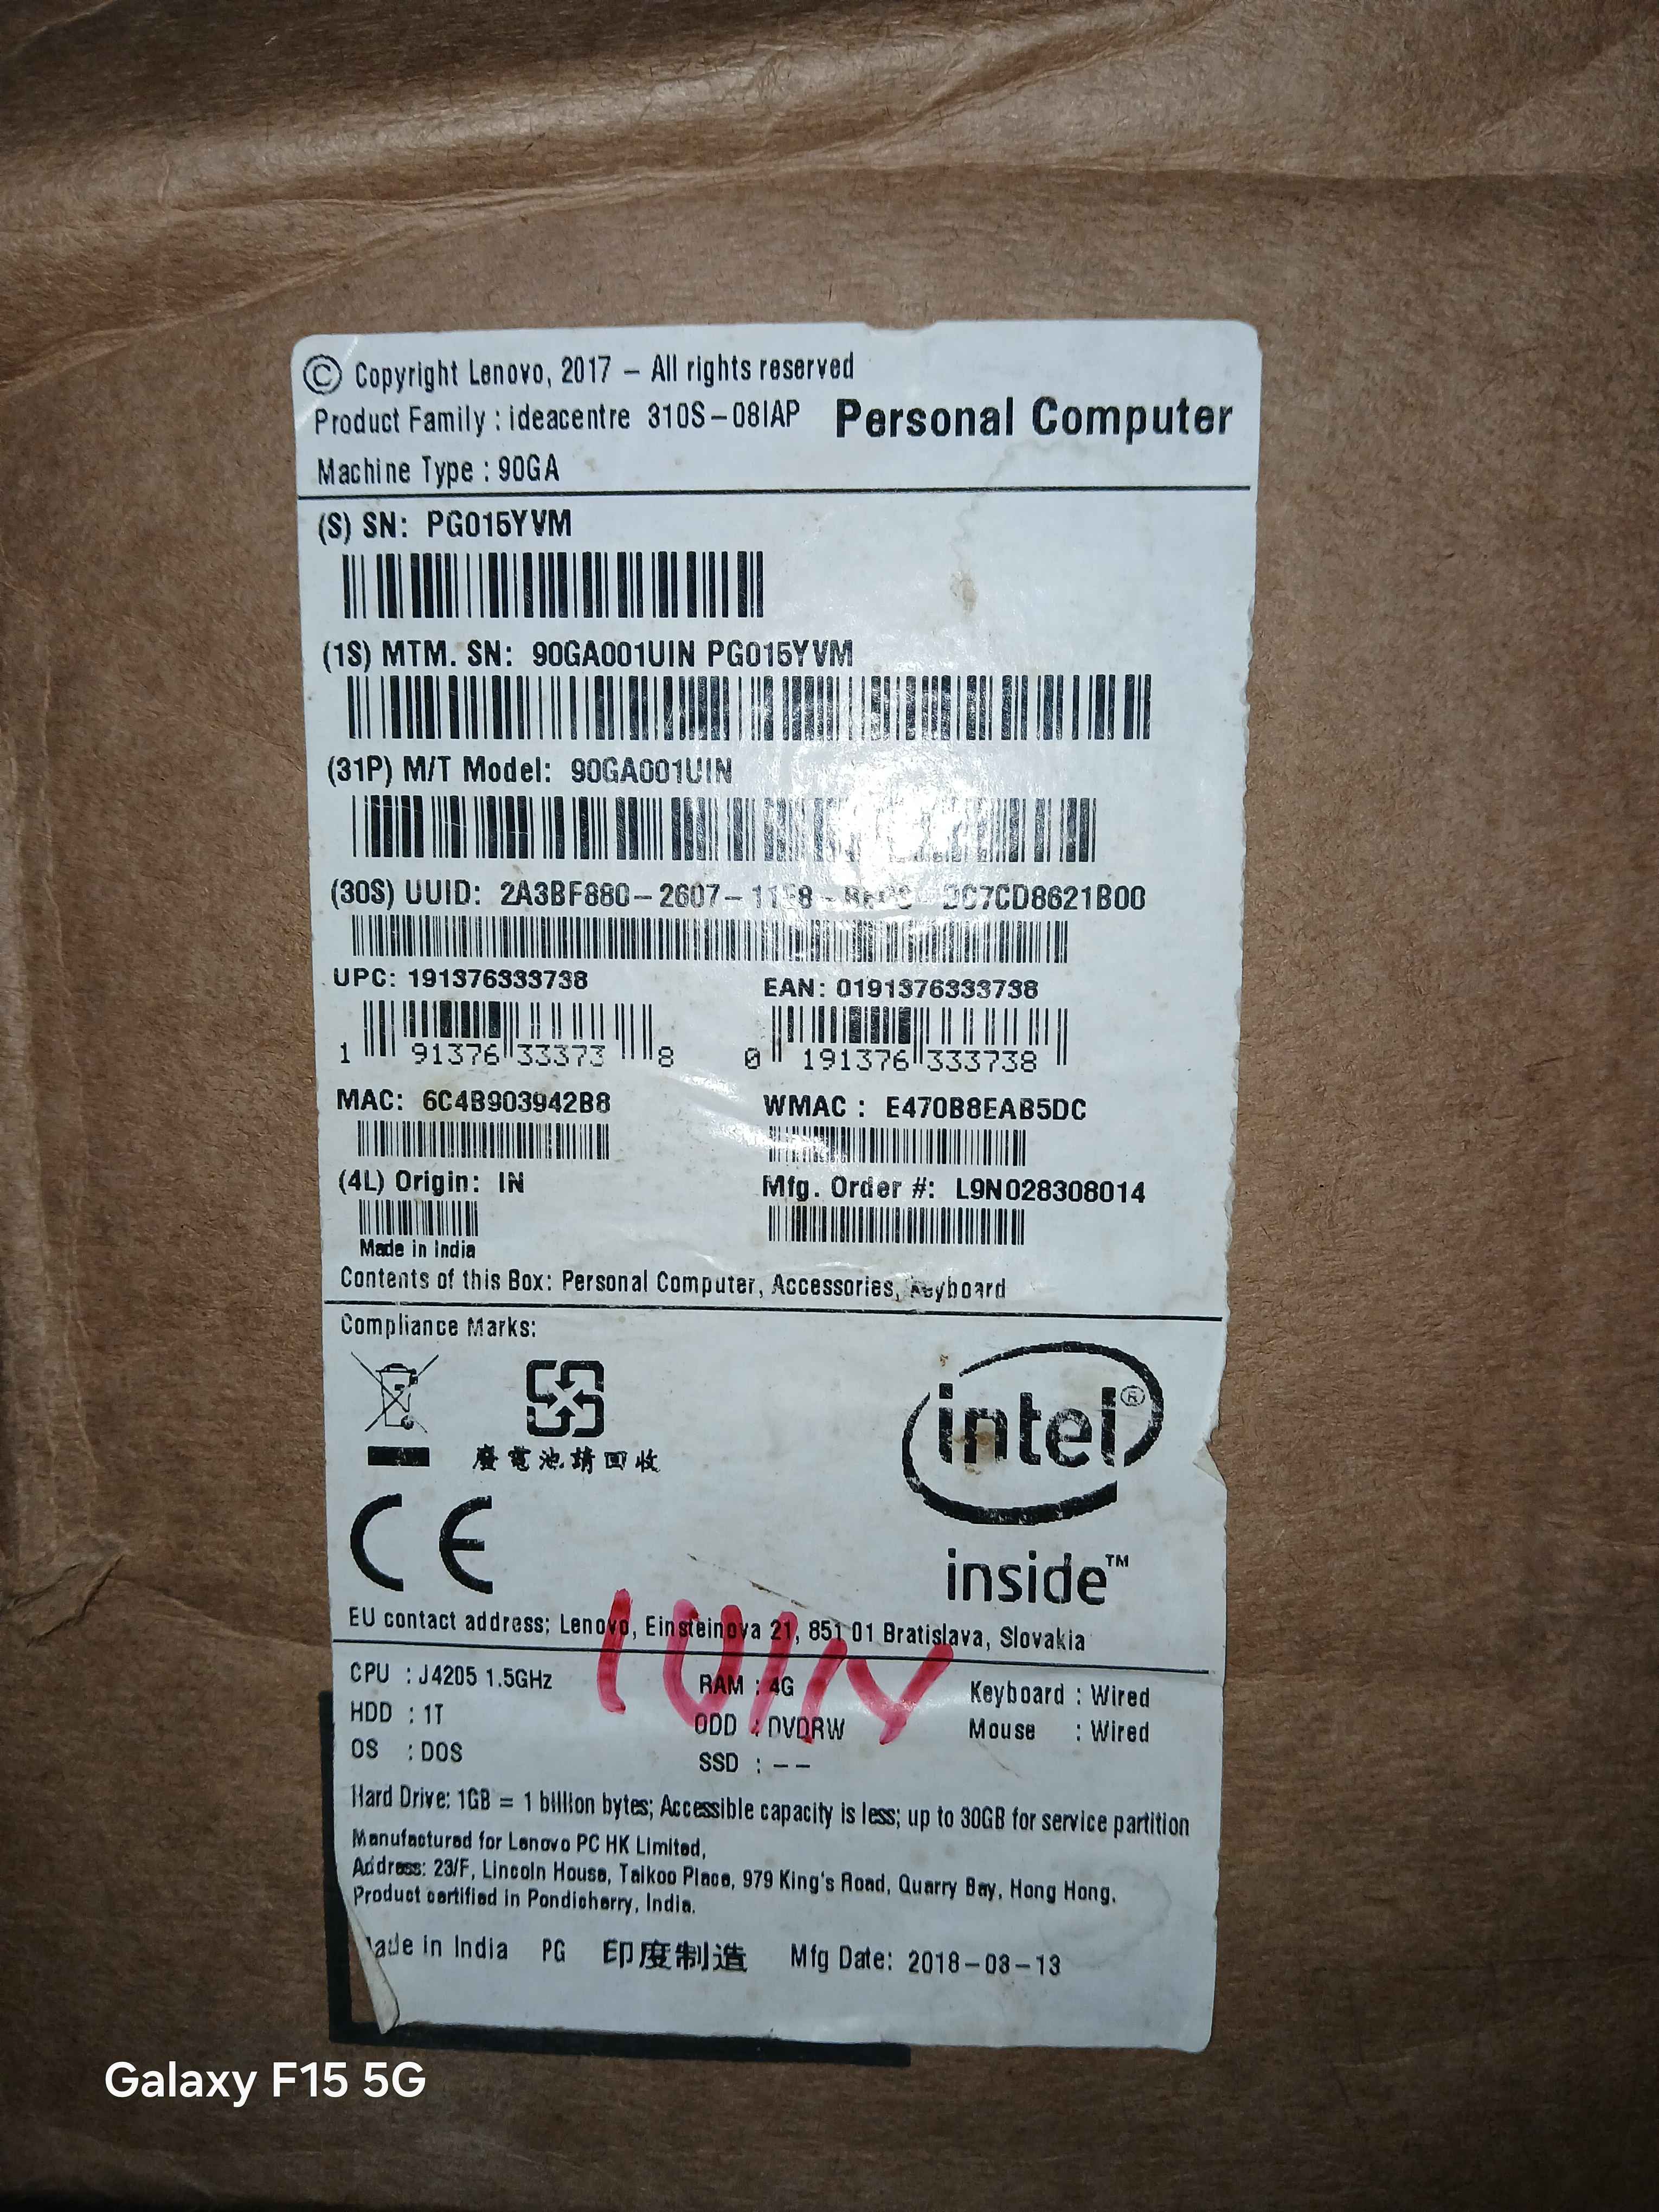 © Copyright Lenovo, 2017 – All rights reserved
Product Family : ideacentre 310S–08IAP Personal Computer
Machine Type : 90GA
(S) SN: PG015YVM
(1S) MTM. SN: 90GA001UIN PG015YVM
(31P) M/T Model: 90GA001UIN
(30S) UUID: 2A3BF880–2607– DC7CD8621B00
UPC: 191376333738 EAN: 0191376333738
1 91376 33373 8 0 191376 333738
MAC: 6C4B903942B8 WMAC : E470B8EAB5DC
(4L) Origin: IN Mfg. Order #: L9N028308014
Made in India
Contents of this Box: Personal Computer, Accessories, Keyboard
Compliance Marks:
廢電池請回收
CE
intel®
inside™
EU contact address: Lenovo, Einsteinova 21, 851 01 Bratislava, Slovakia
1UIN
CPU : J4205 1.5GHz RAM : 4G Keyboard : Wired
HDD : 1T ODD : DVDRW Mouse : Wired
OS : DOS SSD : – –
Hard Drive: 1GB = 1 billion bytes; Accessible capacity is less; up to 30GB for service partition
Manufactured for Lenovo PC HK Limited,
Address: 23/F, Lincoln House, Taikoo Place, 979 King's Road, Quarry Bay, Hong Hong.
Product certified in Pondicherry, India.
Made in India PG 印度制造 Mfg Date: 2018–03–13
Galaxy F15 5G